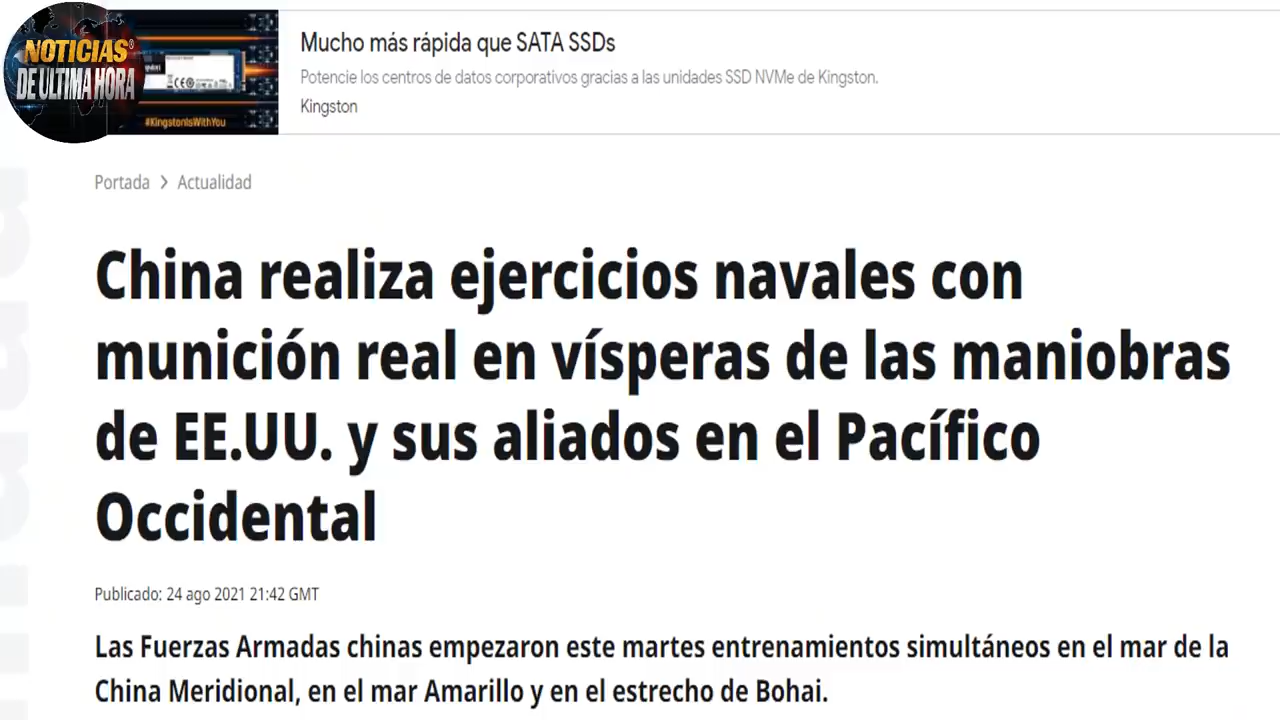 NOTICIAS®
DE ULTIMA HORA
#KingstonIsWithYou
Mucho más rápida que SATA SSDs
Potencie los centros de datos corporativos gracias a las unidades SSD NVMe de Kingston.
Kingston
Portada > Actualidad
China realiza ejercicios navales con
munición real en vísperas de las maniobras
de EE.UU. y sus aliados en el Pacífico
Occidental
Publicado: 24 ago 2021 21:42 GMT
Las Fuerzas Armadas chinas empezaron este martes entrenamientos simultáneos en el mar de la
China Meridional, en el mar Amarillo y en el estrecho de Bohai.